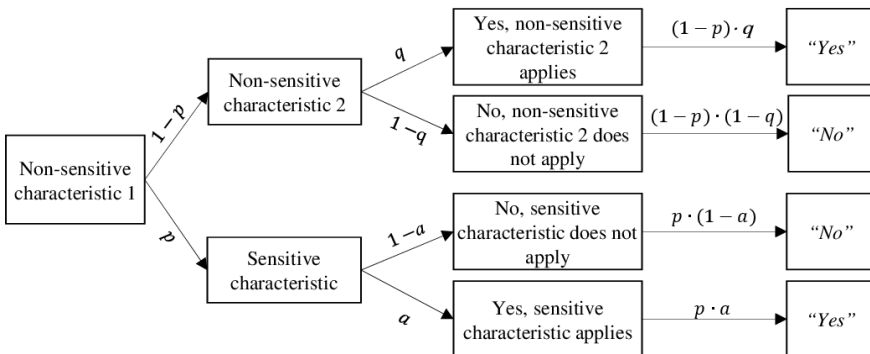 Non-sensitive
characteristic 1
1−p
p
Non-sensitive
characteristic 2
q
1−q
Yes, non-sensitive
characteristic 2
applies
(1 − p) · q
“Yes”
No, non-sensitive
characteristic 2 does
not apply
(1 − p) · (1 − q)
“No”
Sensitive
characteristic
1−a
a
No, sensitive
characteristic does not
apply
p · (1 − a)
“No”
Yes, sensitive
characteristic applies
p · a
“Yes”